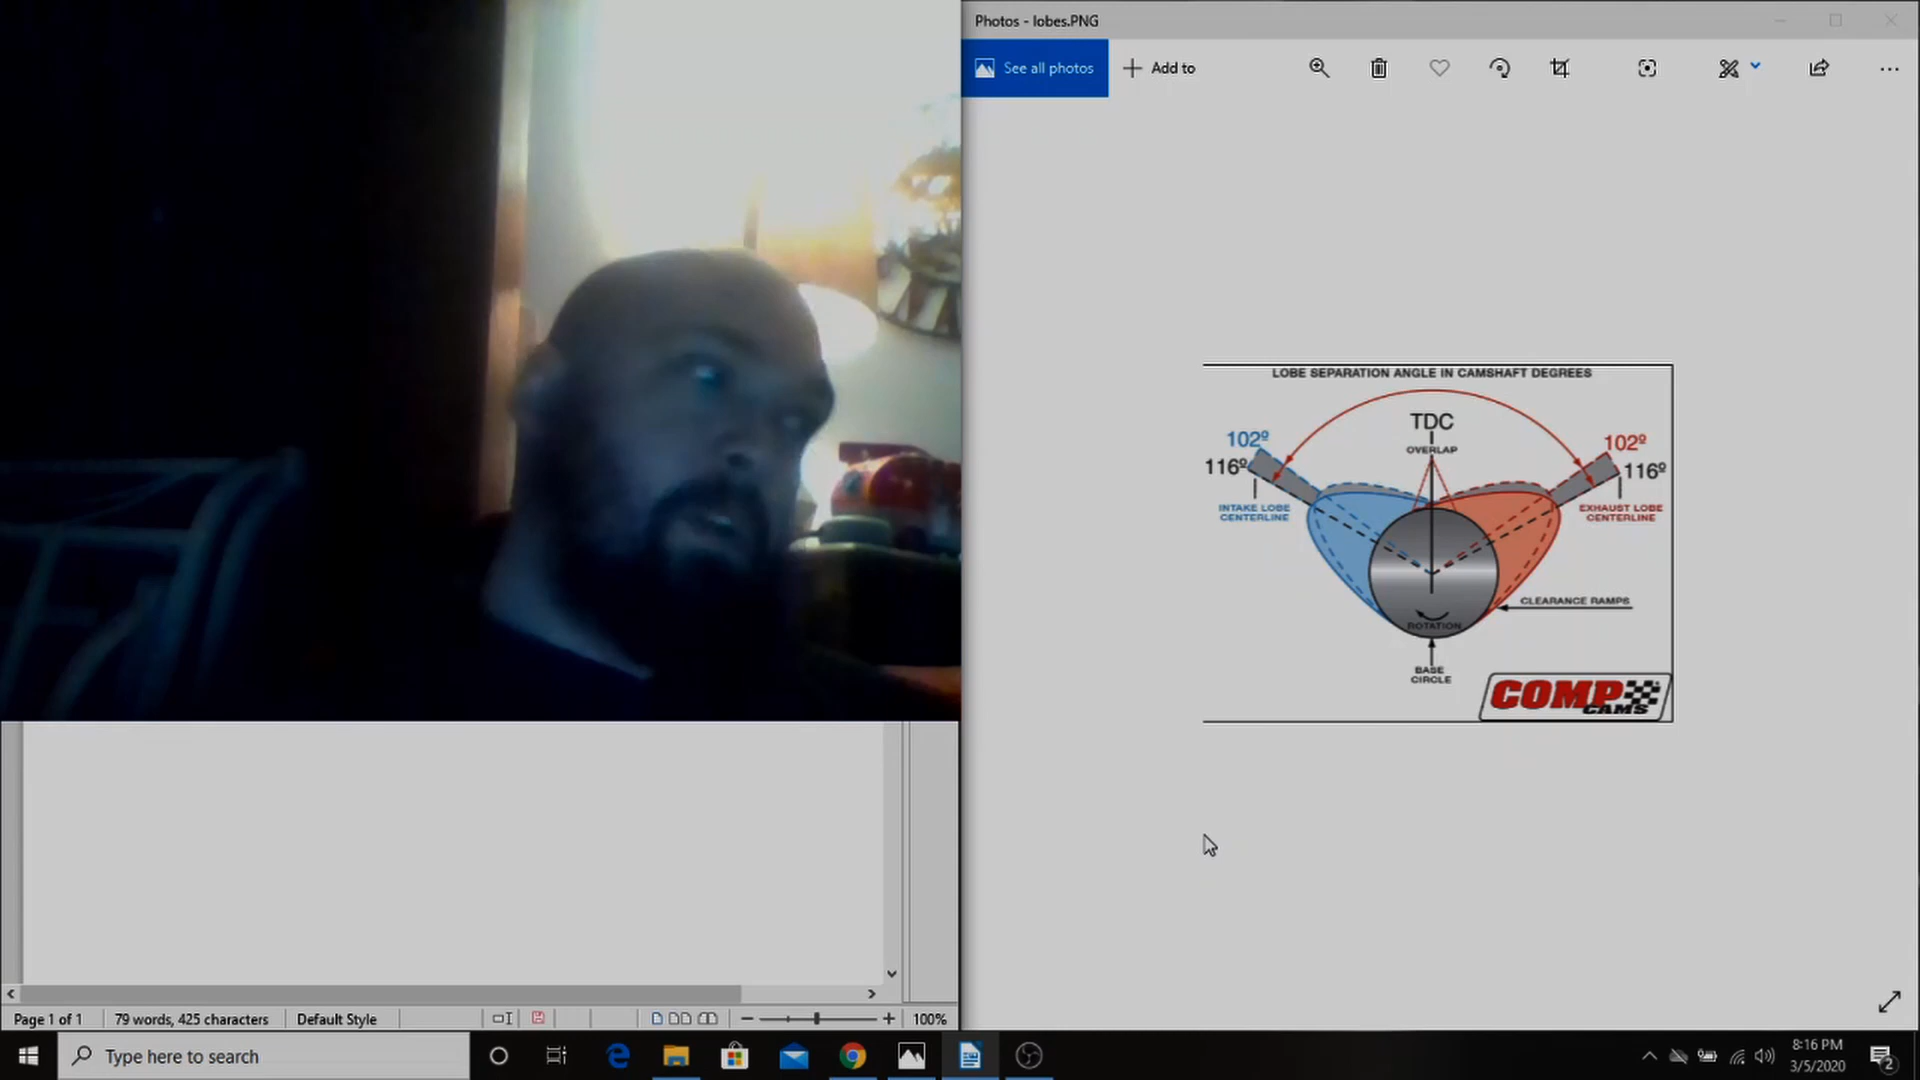 Photos - lobes.PNG
See all photos
Add to
LOBE SEPARATION ANGLE IN CAMSHAFT DEGREES
TDC
OVERLAP
102º
116º
102º
116º
INTAKE LOBE
CENTERLINE
EXHAUST LOBE
CENTERLINE
CLEARANCE RAMPS
ROTATION
BASE
CIRCLE
COMP
CAMS
Page 1 of 1
79 words, 425 characters
Default Style
100%
Type here to search
8:16 PM
3/5/2020
2